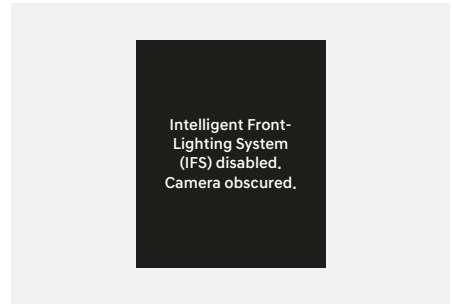 Intelligent Front-
Lighting System
(IFS) disabled.
Camera obscured.